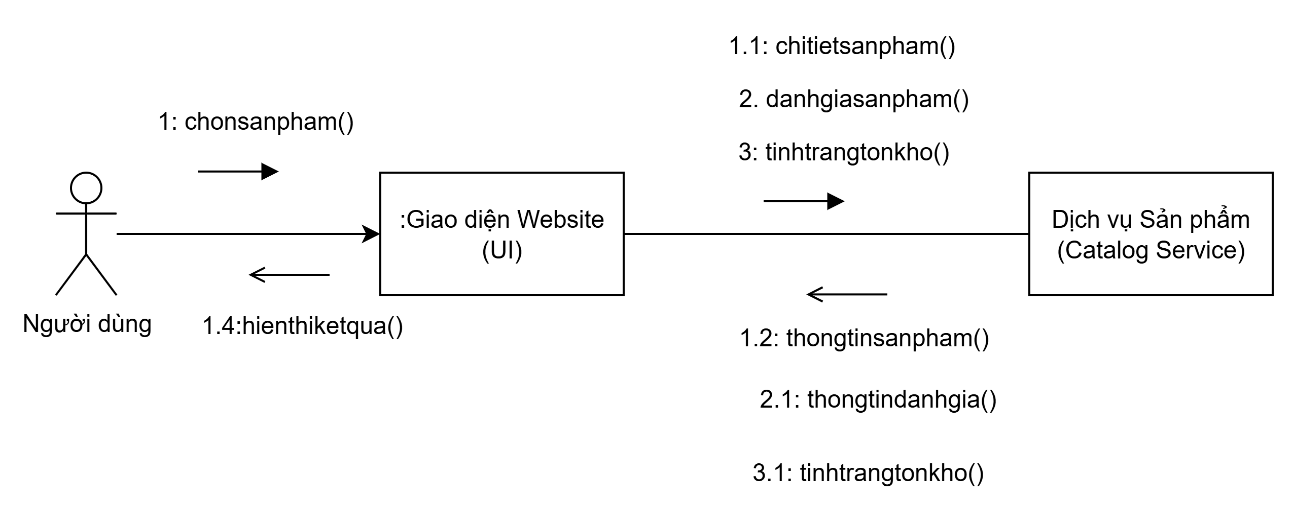 1.1: chitietsanpham()
2. danhgiasanpham()
1: chonsanpham()
3: tinhtrangtonkho()
:Giao diện Website
(UI)
Dịch vụ Sản phẩm
(Catalog Service)
Người dùng
1.4:hienthiketqua()
1.2: thongtinsanpham()
2.1: thongtindanhgia()
3.1: tinhtrangtonkho()